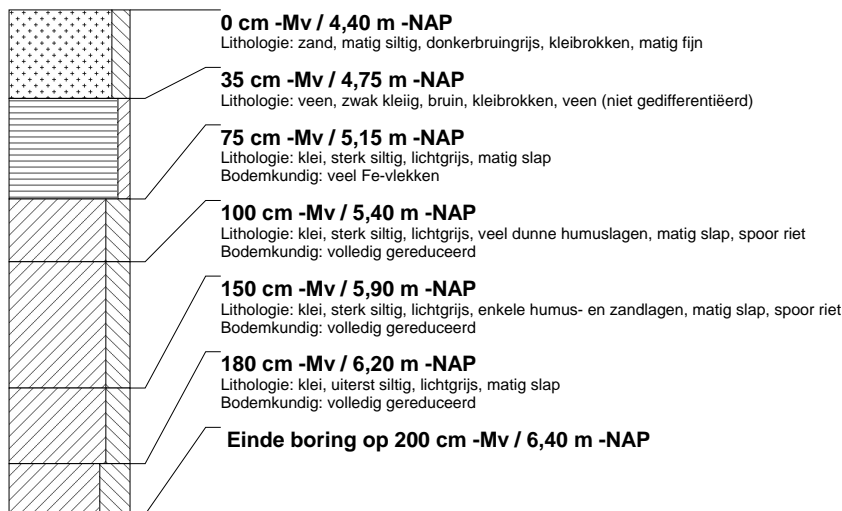 0 cm -Mv / 4,40 m -NAP
Lithologie: zand, matig siltig, donkerbruingrijs, kleibrokken, matig fijn
35 cm -Mv / 4,75 m -NAP
Lithologie: veen, zwak kleiig, bruin, kleibrokken, veen (niet gedifferentiëerd)
75 cm -Mv / 5,15 m -NAP
Lithologie: klei, sterk siltig, lichtgrijs, matig slap
Bodemkundig: veel Fe-vlekken
100 cm -Mv / 5,40 m -NAP
Lithologie: klei, sterk siltig, lichtgrijs, veel dunne humuslagen, matig slap, spoor riet
Bodemkundig: volledig gereduceerd
150 cm -Mv / 5,90 m -NAP
Lithologie: klei, sterk siltig, lichtgrijs, enkele humus- en zandlagen, matig slap, spoor riet
Bodemkundig: volledig gereduceerd
180 cm -Mv / 6,20 m -NAP
Lithologie: klei, uiterst siltig, lichtgrijs, matig slap
Bodemkundig: volledig gereduceerd
Einde boring op 200 cm -Mv / 6,40 m -NAP